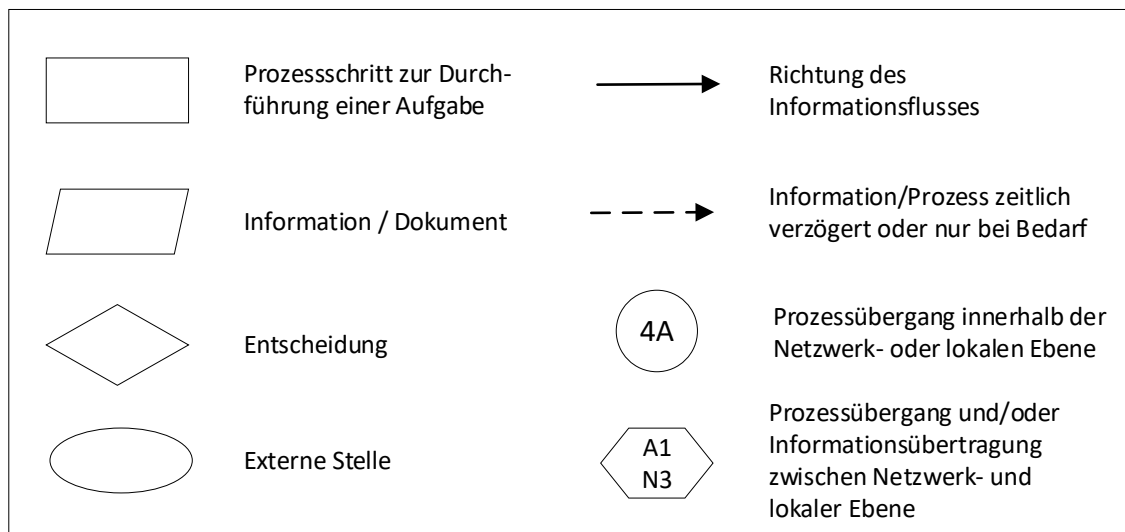 Prozessschritt zur Durch-
führung einer Aufgabe
Richtung des
Informationsflusses
Information / Dokument
Information/Prozess zeitlich
verzögert oder nur bei Bedarf
Entscheidung
4A
Prozessübergang innerhalb der
Netzwerk- oder lokalen Ebene
Externe Stelle
A1
N3
Prozessübergang und/oder
Informationsübertragung
zwischen Netzwerk- und
lokaler Ebene